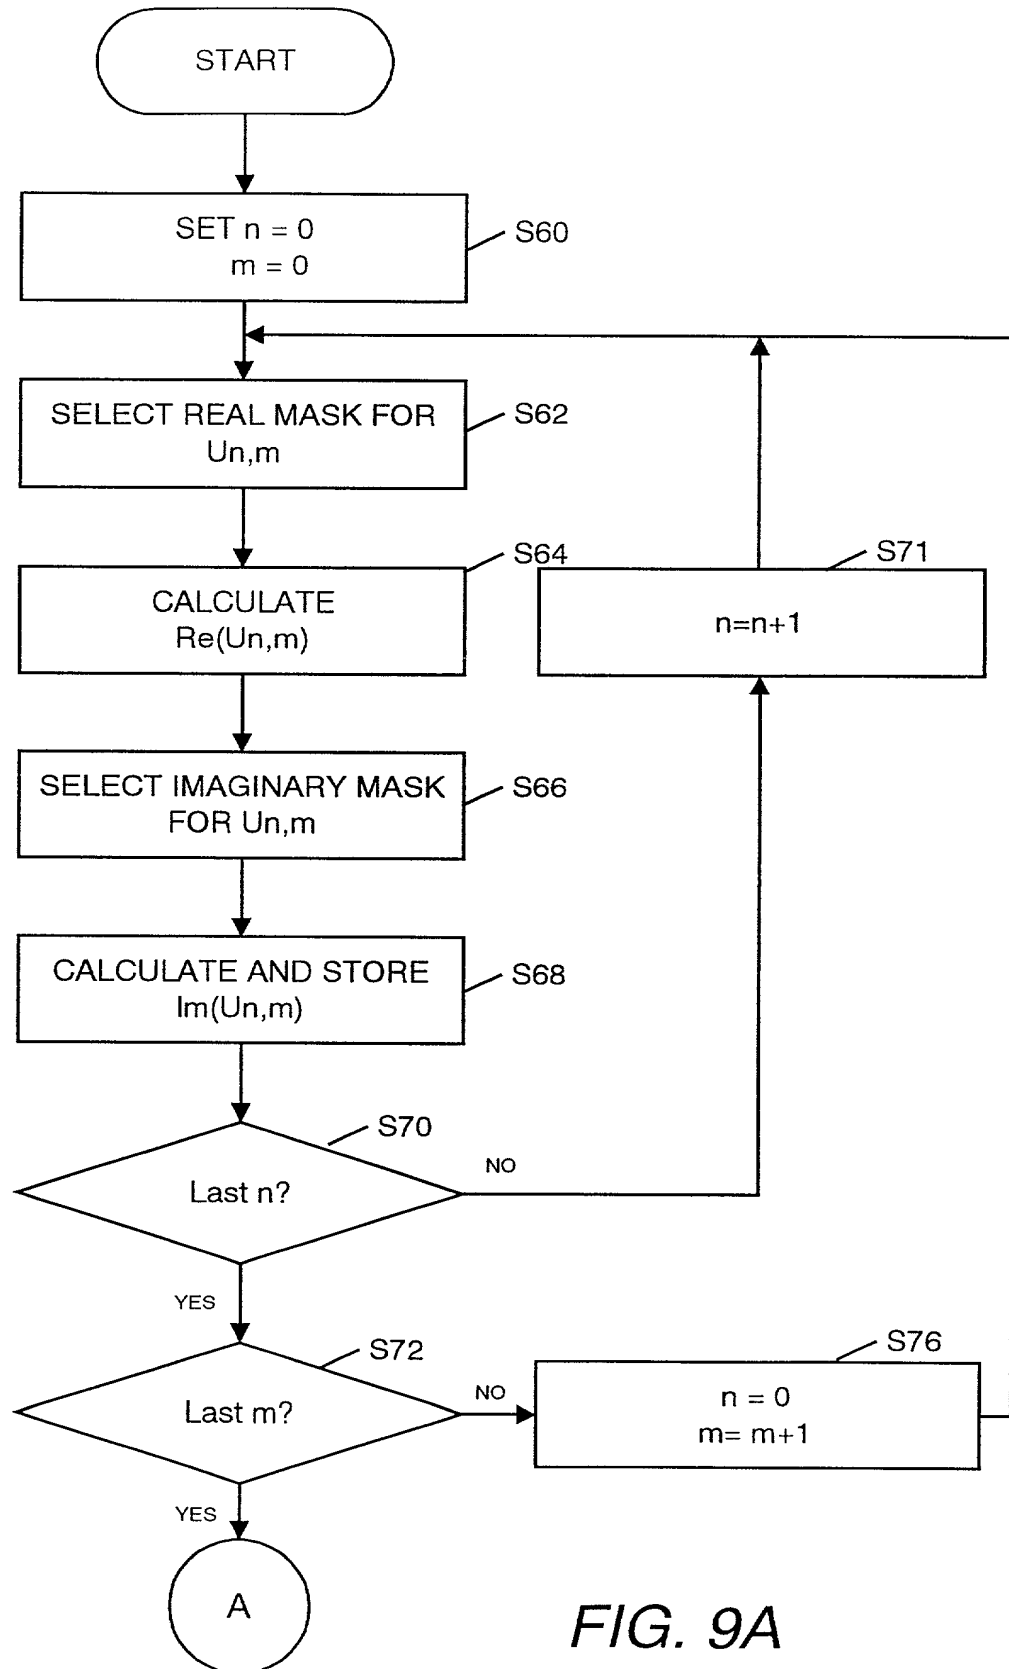 START
SET n = 0
m = 0
S60
SELECT REAL MASK FOR
Un,m
S62
CALCULATE
Re(Un,m)
S64
n=n+1
S71
SELECT IMAGINARY MASK
FOR Un,m
S66
CALCULATE AND STORE
Im(Un,m)
S68
Last n?
S70
NO
YES
Last m?
S72
NO
n = 0
m= m+1
S76
YES
A
FIG. 9A